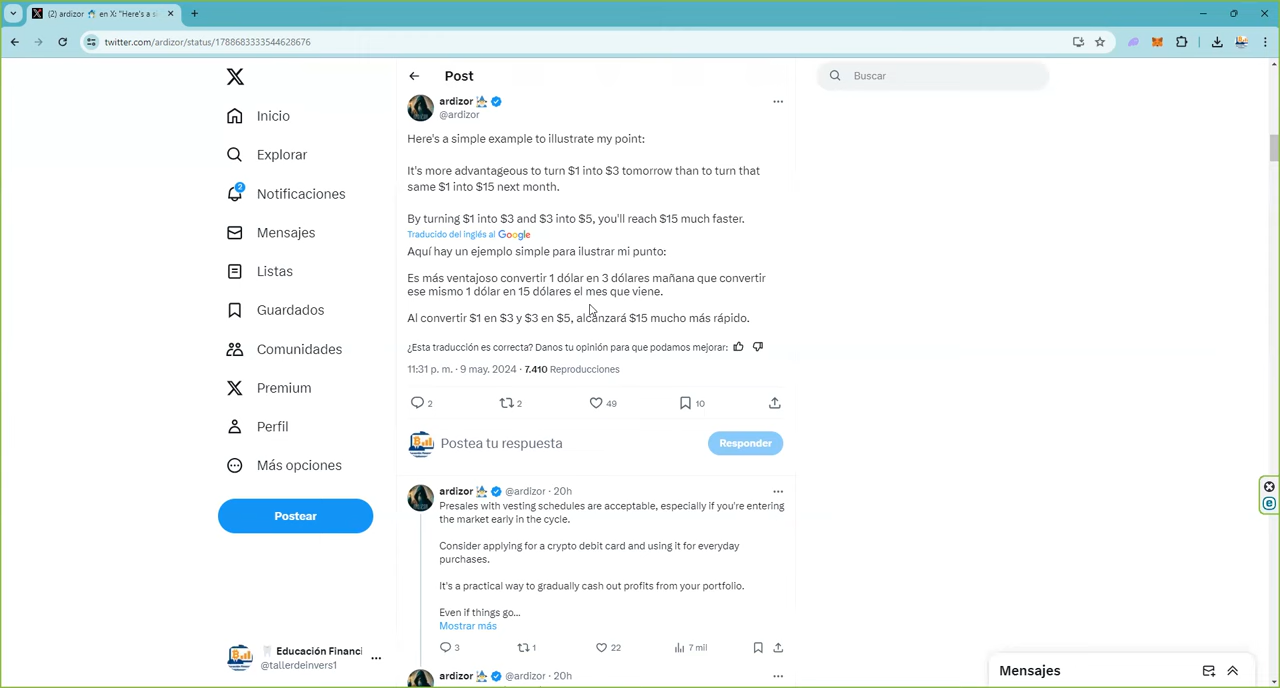 (2) ardizor en X: "Here's a si
twitter.com/ardizor/status/1788683333544628676
Post
Buscar
ardizor
@ardizor
Inicio
Explorar
2
Notificaciones
Mensajes
Listas
Guardados
Comunidades
Premium
Perfil
Más opciones
Postear
Here's a simple example to illustrate my point:
It's more advantageous to turn $1 into $3 tomorrow than to turn that
same $1 into $15 next month.
By turning $1 into $3 and $3 into $5, you'll reach $15 much faster.
Traducido del inglés al Google
Aquí hay un ejemplo simple para ilustrar mi punto:
Es más ventajoso convertir 1 dólar en 3 dólares mañana que convertir
ese mismo 1 dólar en 15 dólares el mes que viene.
Al convertir $1 en $3 y $3 en $5, alcanzará $15 mucho más rápido.
¿Esta traducción es correcta? Danos tu opinión para que podamos mejorar:
11:31 p. m. · 9 may. 2024 · 7.410 Reproducciones
2 2 49 10
Postea tu respuesta
Responder
ardizor @ardizor · 20h
Presales with vesting schedules are acceptable, especially if you're entering
the market early in the cycle.
Consider applying for a crypto debit card and using it for everyday
purchases.
It's a practical way to gradually cash out profits from your portfolio.
Even if things go...
Mostrar más
3 1 22 7 mil
ardizor @ardizor · 20h
Educación Financi
@tallerdeinvers1
Mensajes